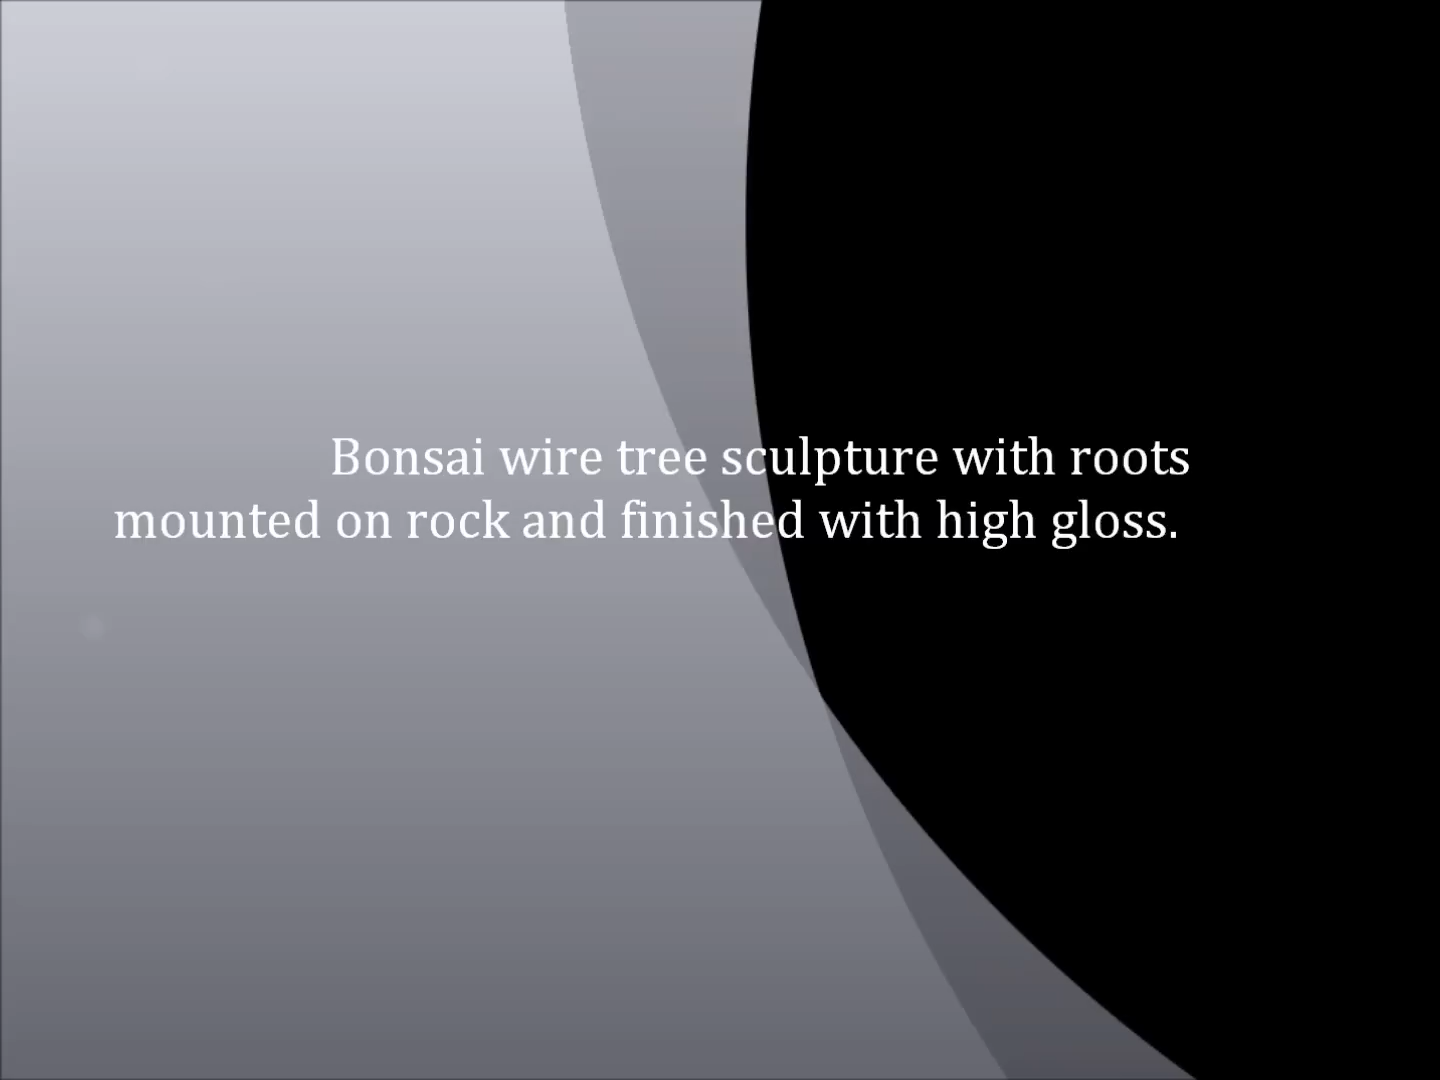 Bonsai wire tree sculpture with roots
mounted on rock and finished with high gloss.